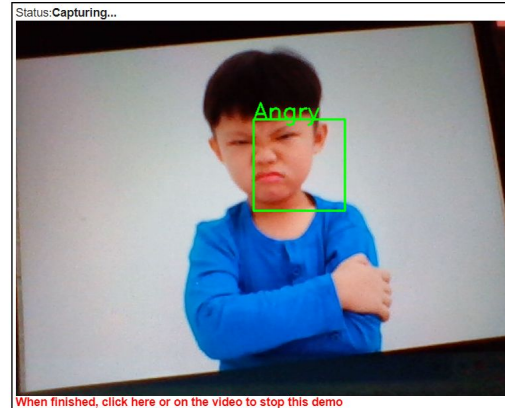 Status:Capturing...
Angry
When finished, click here or on the video to stop this demo